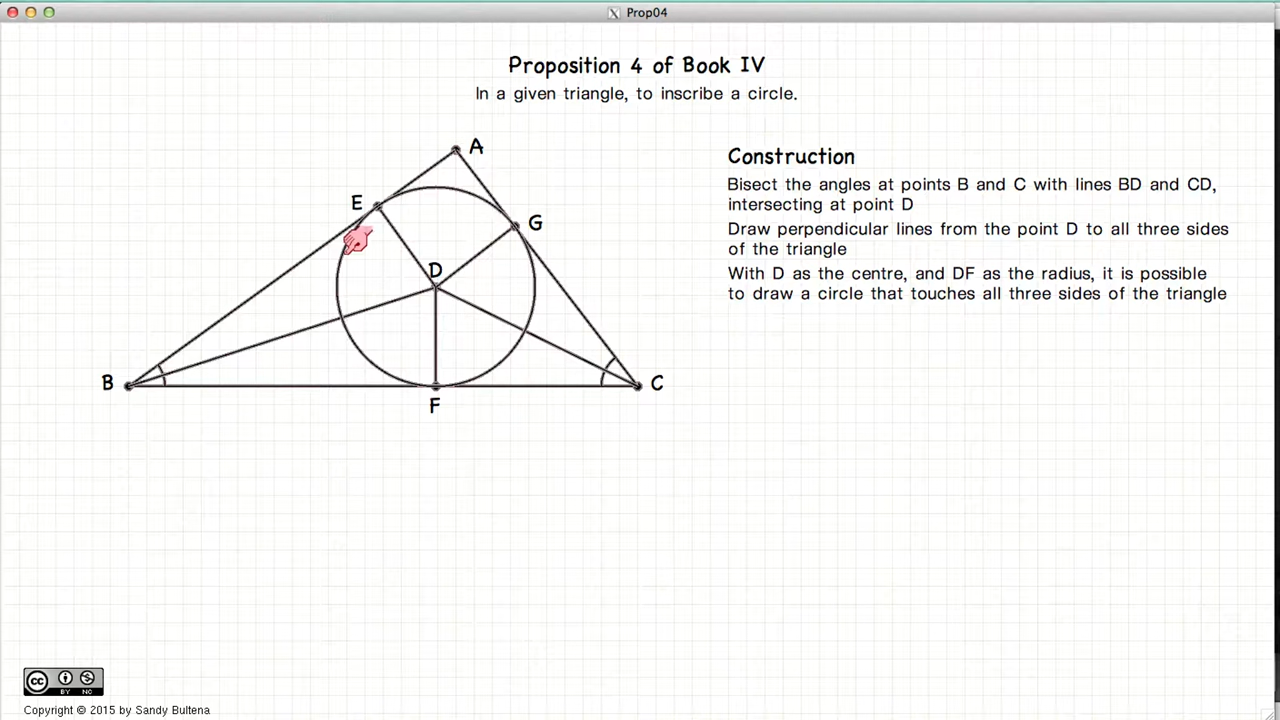 Prop04
Proposition 4 of Book IV
In a given triangle, to inscribe a circle.
A
E
G
D
B
C
F
Construction
Bisect the angles at points B and C with lines BD and CD,
intersecting at point D
Draw perpendicular lines from the point D to all three sides
of the triangle
With D as the centre, and DF as the radius, it is possible
to draw a circle that touches all three sides of the triangle
cc
BY NC
Copyright © 2015 by Sandy Bultena